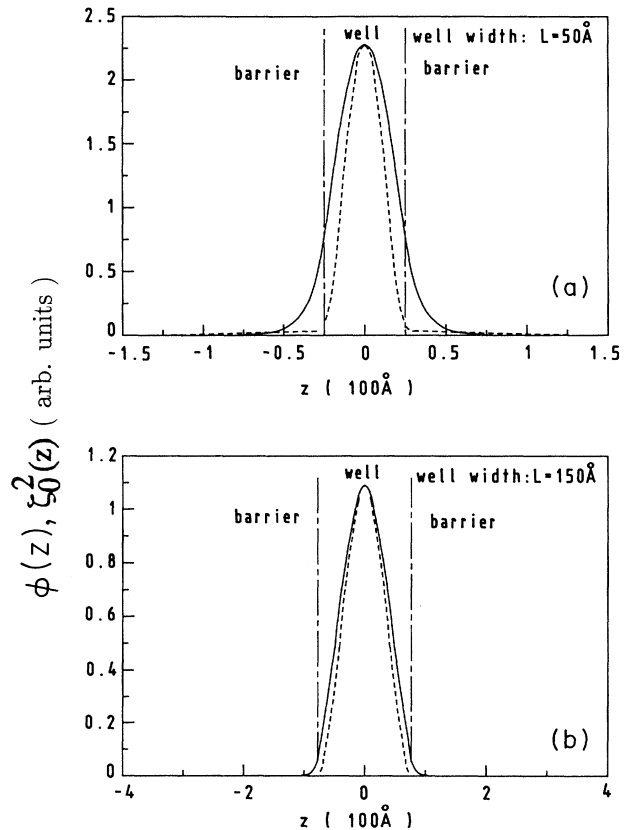 2.5
2
1.5
1
0.5
0
well
well width: L=50Å
barrier
barrier
(a)
-1.5
-1
-0.5
0
0.5
1
1.5
z ( 100Å )
ϕ(z), ζ₀²(z) ( arb. units )
1.2
1
0.8
0.6
0.4
0.2
0
well
well width:L=150Å
barrier
barrier
(b)
-4
-2
0
2
4
z ( 100Å )